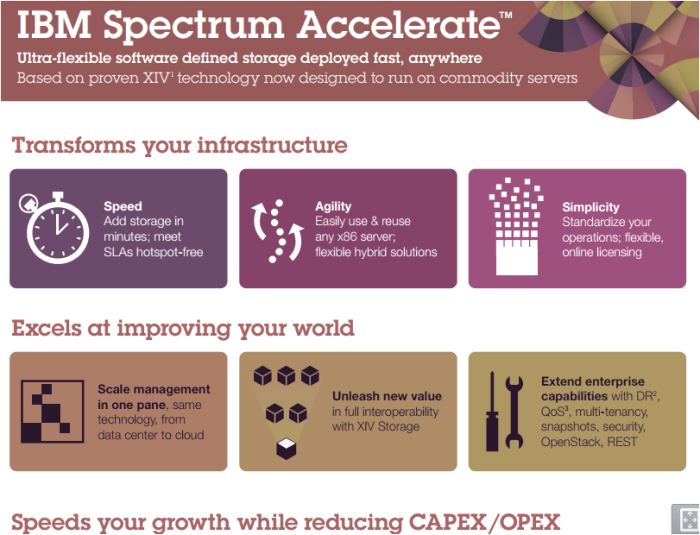 IBM Spectrum Accelerate™
Ultra-flexible software defined storage deployed fast, anywhere
Based on proven XIV¹ technology now designed to run on commodity servers
Transforms your infrastructure
Speed
Add storage in
minutes; meet
SLAs hotspot-free
Agility
Easily use & reuse
any x86 server;
flexible hybrid solutions
Simplicity
Standardize your
operations; flexible,
online licensing
Excels at improving your world
Scale management
in one pane, same
technology, from
data center to cloud
Unleash new value
in full interoperability
with XIV Storage
Extend enterprise
capabilities with DR²,
QoS³, multi-tenancy,
snapshots, security,
OpenStack, REST
Speeds your growth while reducing CAPEX/OPEX